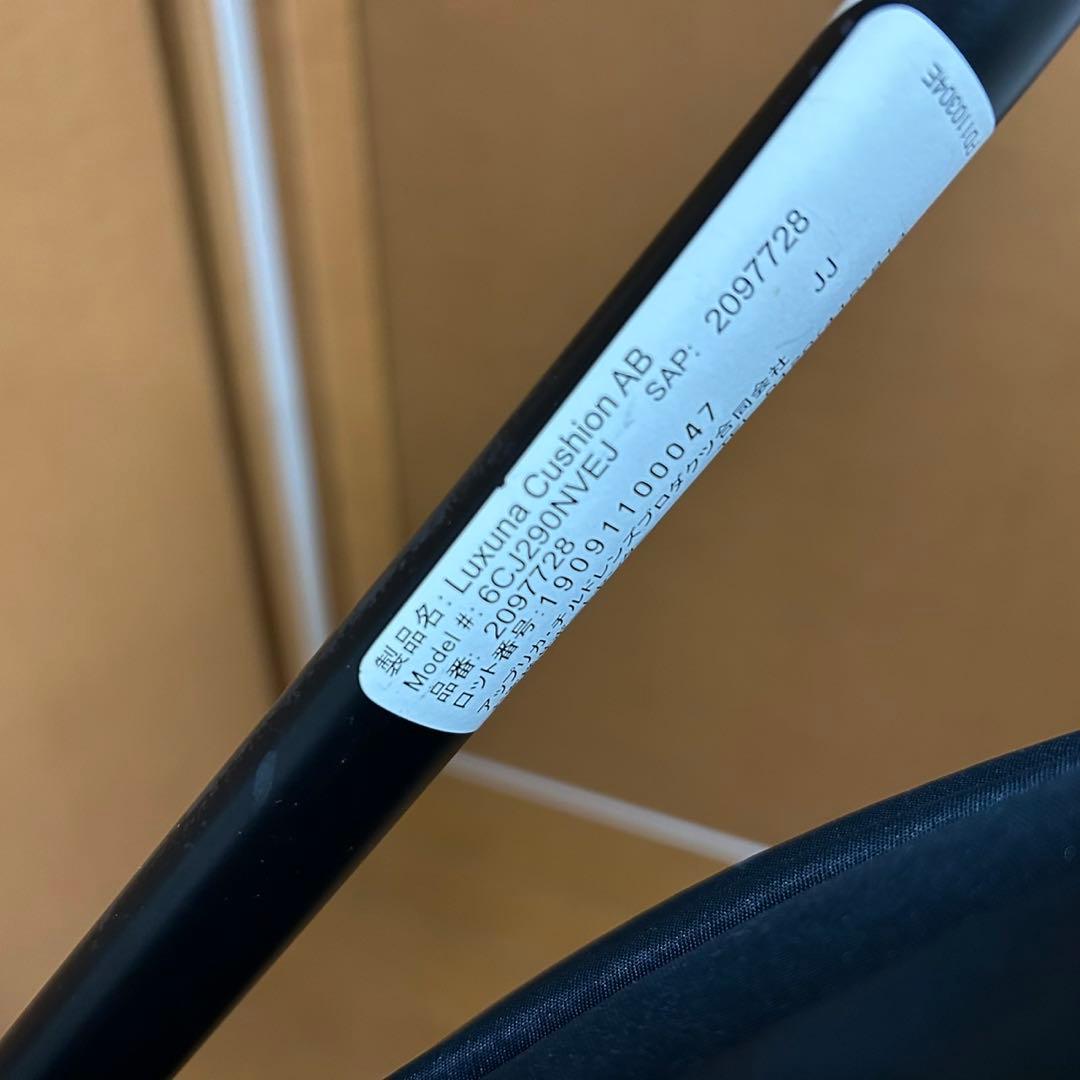 製品名: Luxuna Cushion AB
Model #: 6CJ290NVEJ SAP: 2097728
品番: 2097728 JJ
ロット番号:190911100047
アップリカ・チルドレンズプロダクツ合同会社
P0110304E